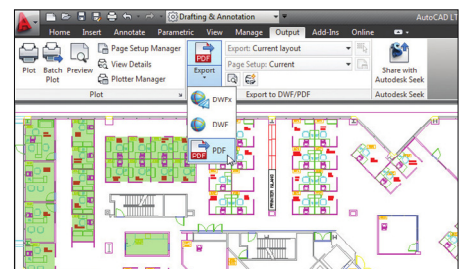 Drafting & Annotation
AutoCAD LT
Home Insert Annotate Parametric View Manage Output Add-Ins Online
Plot
Batch Plot
Preview
Page Setup Manager
View Details
Plotter Manager
Plot
PDF
Export
Export: Current layout
Page Setup: Current
Export to DWF/PDF
Share with
Autodesk Seek
Autodesk Seek
DWFx
DWF
PDF
PDF
PRINTER ISLAND